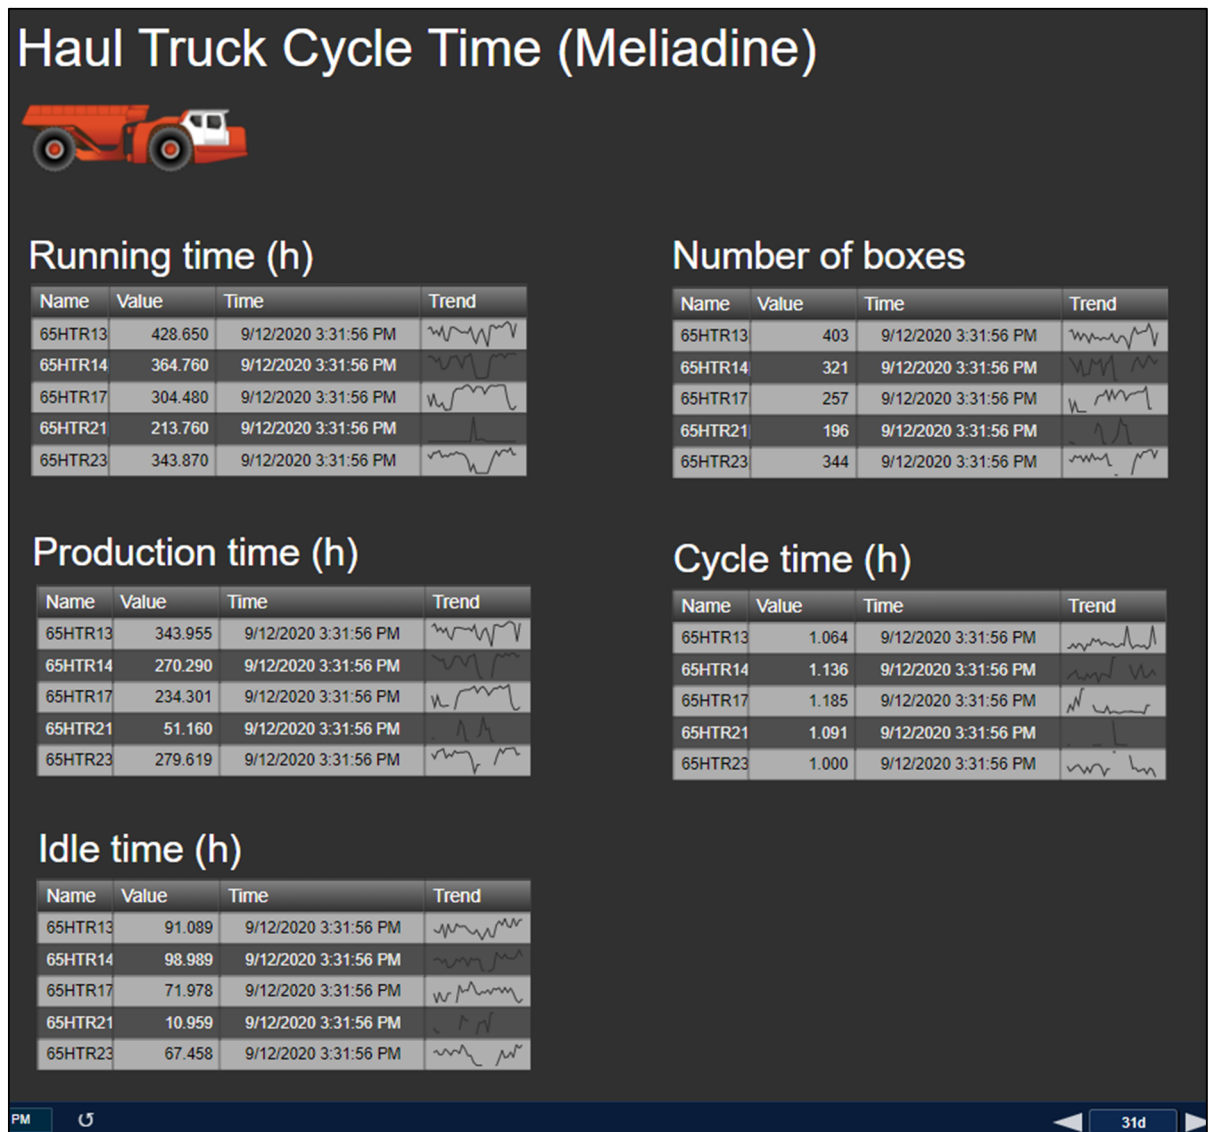 Haul Truck Cycle Time (Meliadine)
Running time (h)
Name Value Time Trend
65HTR13 428.650 9/12/2020 3:31:56 PM
65HTR14 364.760 9/12/2020 3:31:56 PM
65HTR17 304.480 9/12/2020 3:31:56 PM
65HTR21 213.760 9/12/2020 3:31:56 PM
65HTR23 343.870 9/12/2020 3:31:56 PM
Number of boxes
Name Value Time Trend
65HTR13 403 9/12/2020 3:31:56 PM
65HTR14 321 9/12/2020 3:31:56 PM
65HTR17 257 9/12/2020 3:31:56 PM
65HTR21 196 9/12/2020 3:31:56 PM
65HTR23 344 9/12/2020 3:31:56 PM
Production time (h)
Name Value Time Trend
65HTR13 343.955 9/12/2020 3:31:56 PM
65HTR14 270.290 9/12/2020 3:31:56 PM
65HTR17 234.301 9/12/2020 3:31:56 PM
65HTR21 51.160 9/12/2020 3:31:56 PM
65HTR23 279.619 9/12/2020 3:31:56 PM
Cycle time (h)
Name Value Time Trend
65HTR13 1.064 9/12/2020 3:31:56 PM
65HTR14 1.136 9/12/2020 3:31:56 PM
65HTR17 1.185 9/12/2020 3:31:56 PM
65HTR21 1.091 9/12/2020 3:31:56 PM
65HTR23 1.000 9/12/2020 3:31:56 PM
Idle time (h)
Name Value Time Trend
65HTR13 91.089 9/12/2020 3:31:56 PM
65HTR14 98.989 9/12/2020 3:31:56 PM
65HTR17 71.978 9/12/2020 3:31:56 PM
65HTR21 10.959 9/12/2020 3:31:56 PM
65HTR23 67.458 9/12/2020 3:31:56 PM
PM 31d